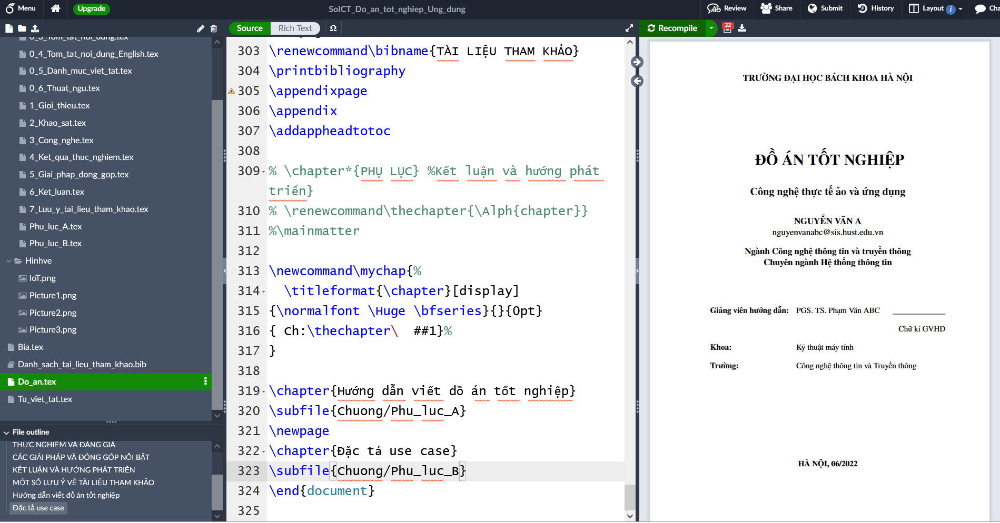 Menu
Upgrade
SoICT_Do_an_tot_nghiep_Ung_dung
Review
Share
Submit
History
Layout
Source
Rich Text
Ω
Recompile
22
0_3_Tom_tat_noi_dung.tex
0_4_Tom_tat_noi_dung_English.tex
0_5_Danh_muc_viet_tat.tex
0_6_Thuat_ngu.tex
1_Gioi_thieu.tex
2_Khao_sat.tex
3_Cong_nghe.tex
4_Ket_qua_thuc_nghiem.tex
5_Giai_phap_dong_gop.tex
6_Ket_luan.tex
7_Luu_y_tai_lieu_tham_khao.tex
Phu_luc_A.tex
Phu_luc_B.tex
Hinhve
IoT.png
Picture1.png
Picture2.png
Picture3.png
Bia.tex
Danh_sach_tai_lieu_tham_khao.bib
Do_an.tex
Tu_viet_tat.tex
File outline
THỰC NGHIỆM VÀ ĐÁNG GIÁ
CÁC GIẢI PHÁP VÀ ĐÓNG GÓP NỔI BẬT
KẾT LUẬN VÀ HƯỚNG PHÁT TRIỂN
MỘT SỐ LƯU Ý VỀ TÀI LIỆU THAM KHẢO
Hướng dẫn viết đồ án tốt nghiệp
Đặc tả use case
303 \renewcommand\bibname{TÀI LIỆU THAM KHẢO}
304 \printbibliography
305 \appendixpage
306 \appendix
307 \addappheadtotoc
308
309 % \chapter*{PHỤ LỤC} %Kết luận và hướng phát
triển}
310 % \renewcommand\thechapter{\Alph{chapter}}
311 %\mainmatter
312
313 \newcommand\mychap{%
314 \titleformat{\chapter}[display]
315 {\normalfont \Huge \bfseries}{}{0pt}
316 { Ch:\thechapter\ ##1}%
317 }
318
319 \chapter{Hướng dẫn viết đồ án tốt nghiệp}
320 \subfile{Chuong/Phu_luc_A}
321 \newpage
322 \chapter{Đặc tả use case}
323 \subfile{Chuong/Phu_luc_B}
324 \end{document}
325
TRƯỜNG ĐẠI HỌC BÁCH KHOA HÀ NỘI
ĐỒ ÁN TỐT NGHIỆP
Công nghệ thực tế ảo và ứng dụng
NGUYỄN VĂN A
nguyenvanabc@sis.hust.edu.vn
Ngành Công nghệ thông tin và truyền thông
Chuyên ngành Hệ thống thông tin
Giảng viên hướng dẫn: PGS. TS. Phạm Văn ABC
Chữ kí GVHD
Khoa: Kỹ thuật máy tính
Trường: Công nghệ thông tin và Truyền thông
HÀ NỘI, 06/2022